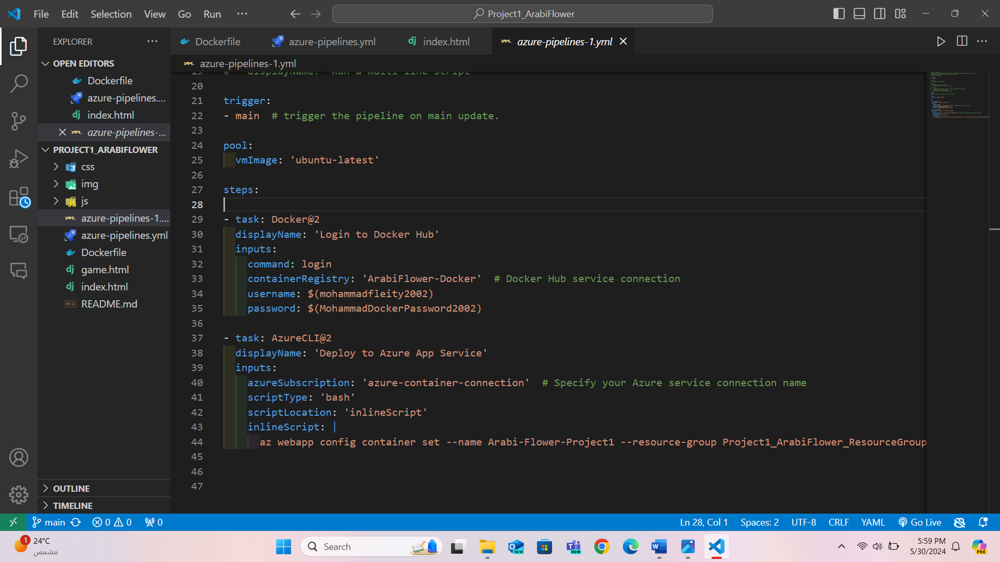 File Edit Selection View Go Run ··· Project1_ArabiFlower
EXPLORER ···
Dockerfile
azure-pipelines.yml
index.html
azure-pipelines-1.yml
OPEN EDITORS
Dockerfile
azure-pipelines....
index.html
azure-pipelines-...
PROJECT1_ARABIFLOWER
css
img
js
azure-pipelines-1....
azure-pipelines.yml
Dockerfile
game.html
index.html
README.md
OUTLINE
TIMELINE
azure-pipelines-1.yml
19 # displayName: 'Run a multi-line script'
20
21 trigger:
22 - main  # trigger the pipeline on main update.
23
24 pool:
25   vmImage: 'ubuntu-latest'
26
27 steps:
28
29 - task: Docker@2
30   displayName: 'Login to Docker Hub'
31   inputs:
32     command: login
33     containerRegistry: 'ArabiFlower-Docker'  # Docker Hub service connection
34     username: $(mohammadfleity2002)
35     password: $(MohammadDockerPassword2002)
36
37 - task: AzureCLI@2
38   displayName: 'Deploy to Azure App Service'
39   inputs:
40     azureSubscription: 'azure-container-connection'  # Specify your Azure service connection name
41     scriptType: 'bash'
42     scriptLocation: 'inlineScript'
43     inlineScript: |
44       az webapp config container set --name Arabi-Flower-Project1 --resource-group Project1_ArabiFlower_ResourceGroup
45
46
47
main 0 0 0 Ln 28, Col 1 Spaces: 2 UTF-8 CRLF YAML Go Live
1 24°C
مشمس
Search
NEW
NEW
PRE
5:59 PM
5/30/2024